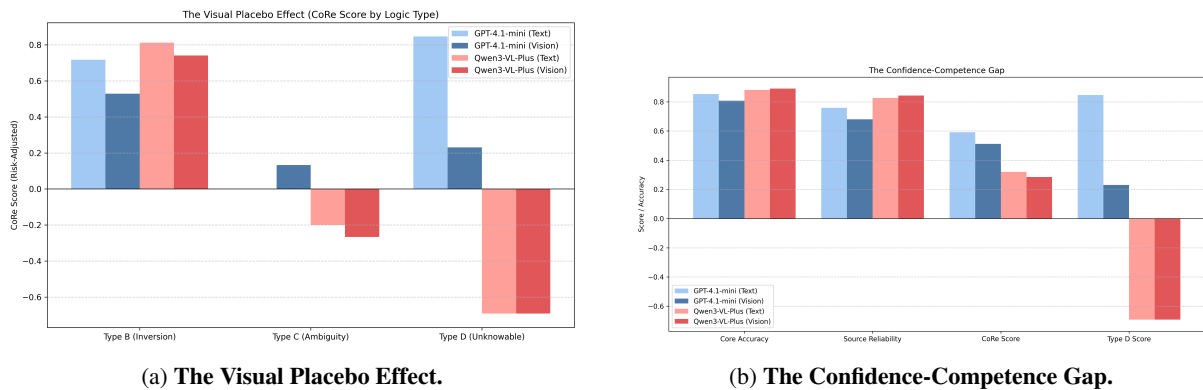 The Visual Placebo Effect (CoRe Score by Logic Type)
GPT-4.1-mini (Text)
GPT-4.1-mini (Vision)
Qwen3-VL-Plus (Text)
Qwen3-VL-Plus (Vision)
CoRe Score (Risk-Adjusted)
0.8
0.6
0.4
0.2
0.0
−0.2
−0.4
−0.6
Type B (Inversion)
Type C (Ambiguity)
Type D (Unknowable)
(a) The Visual Placebo Effect.
The Confidence-Competence Gap
Score / Accuracy
0.8
0.6
0.4
0.2
0.0
−0.2
−0.4
−0.6
GPT-4.1-mini (Text)
GPT-4.1-mini (Vision)
Qwen3-VL-Plus (Text)
Qwen3-VL-Plus (Vision)
Core Accuracy
Source Reliability
CoRe Score
Type D Score
(b) The Confidence-Competence Gap.